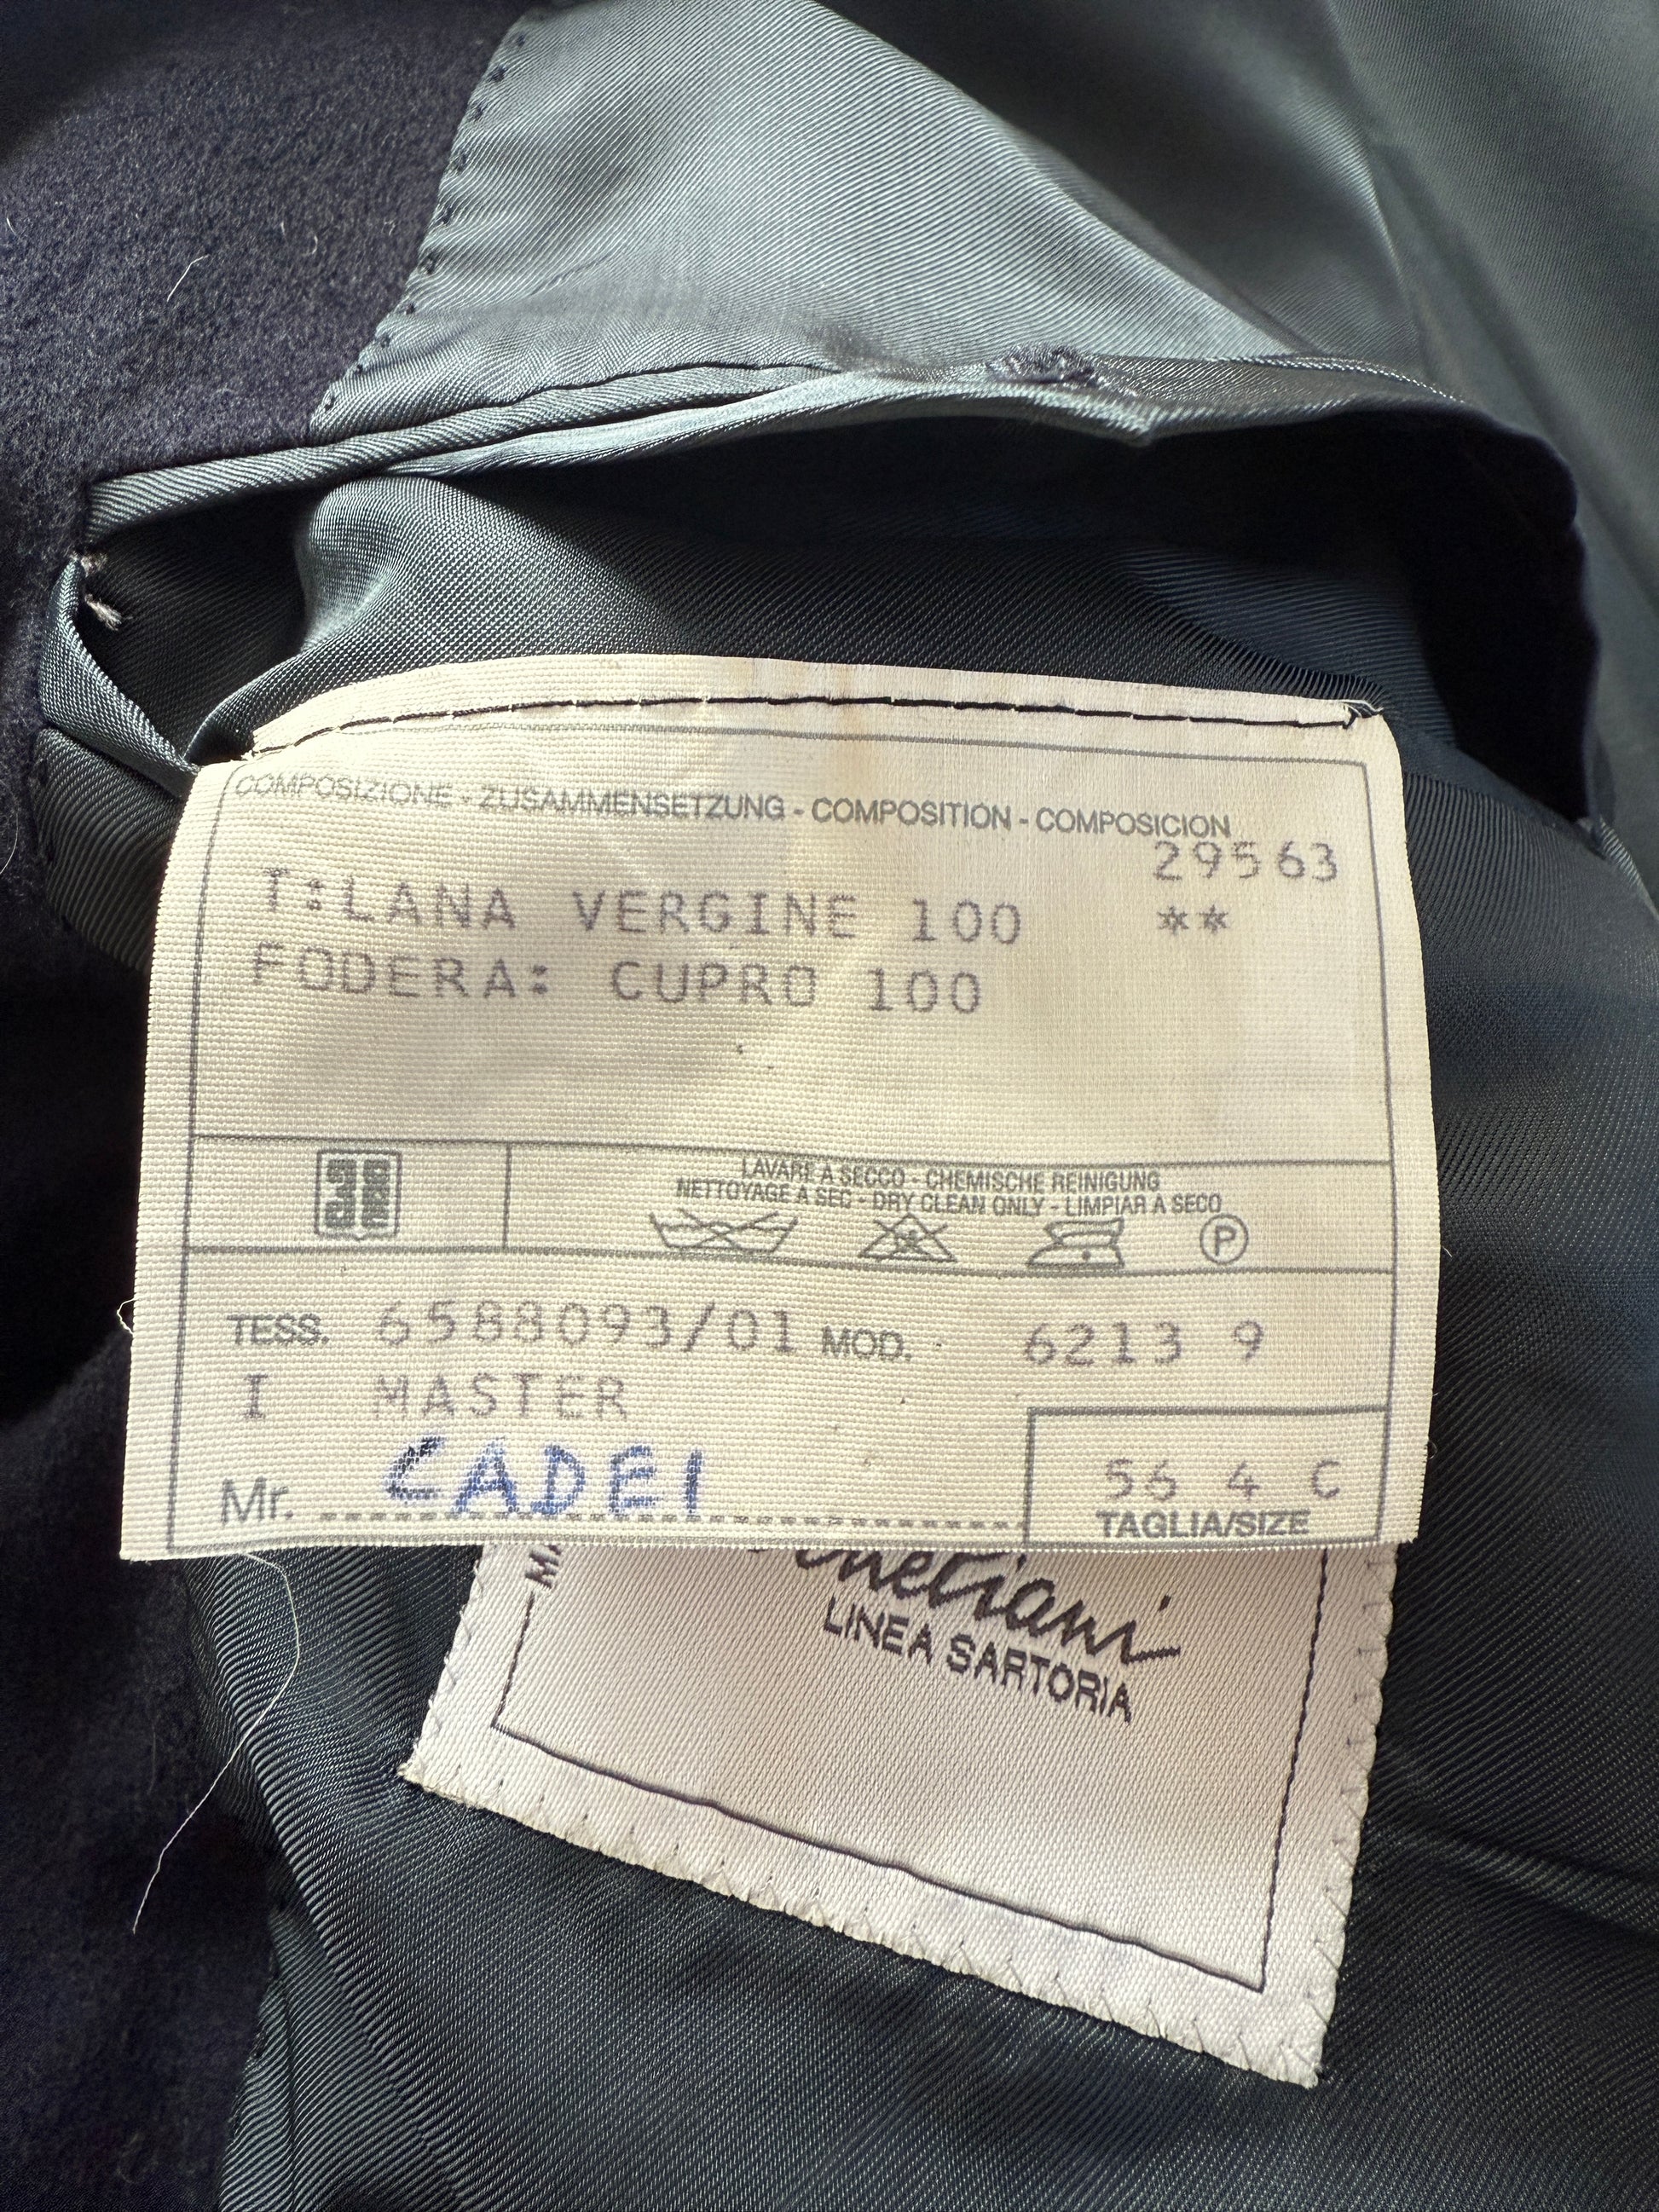 COMPOSIZIONE - ZUSAMMENSETZUNG - COMPOSITION - COMPOSICION
29563
T:LANA VERGINE 100 **
FODERA: CUPRO 100
LAVARE A SECCO - CHEMISCHE REINIGUNG
NETTOYAGE A SEC - DRY CLEAN ONLY - LIMPIAR A SECO
P
TESS. 6588093/01 MOD. 6213 9
I MASTER
Mr. CADEI
56 4 C
TAGLIA/SIZE
LINEA SARTORIA